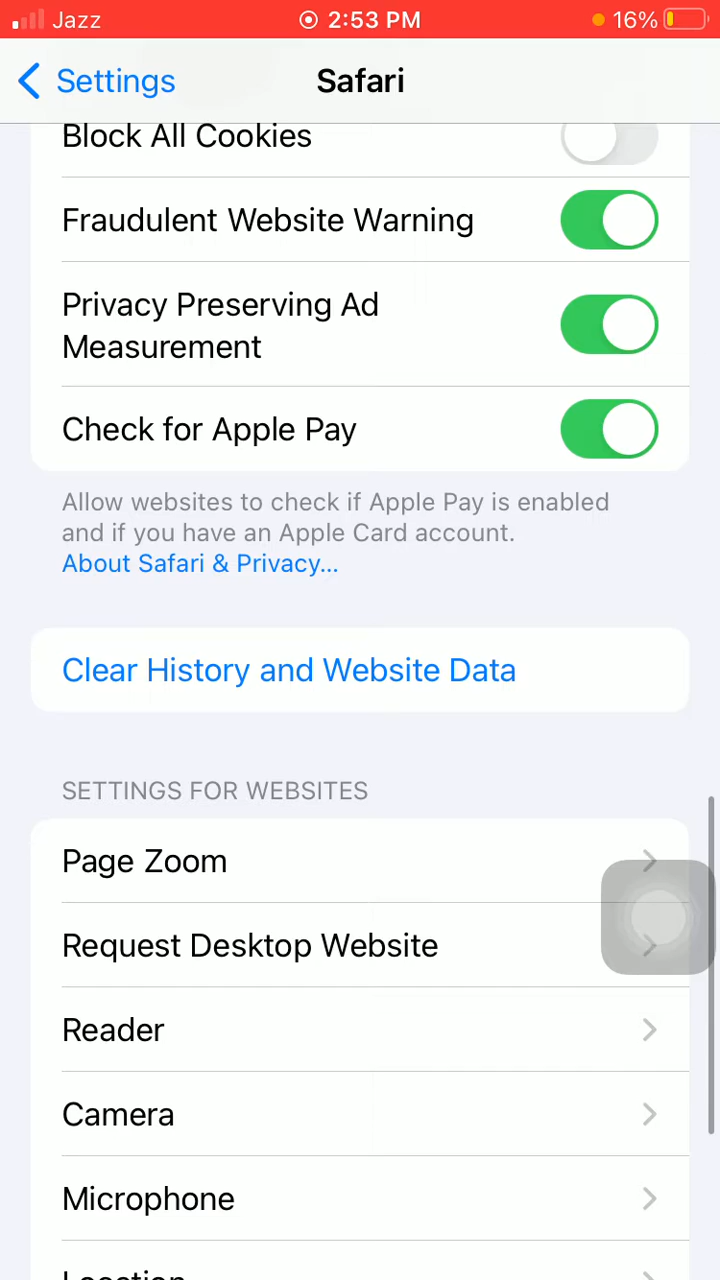 Jazz 2:53 PM 16%
Settings Safari
Block All Cookies
Fraudulent Website Warning
Privacy Preserving Ad
Measurement
Check for Apple Pay
Allow websites to check if Apple Pay is enabled
and if you have an Apple Card account.
About Safari & Privacy...
Clear History and Website Data
SETTINGS FOR WEBSITES
Page Zoom
Request Desktop Website
Reader
Camera
Microphone
Location